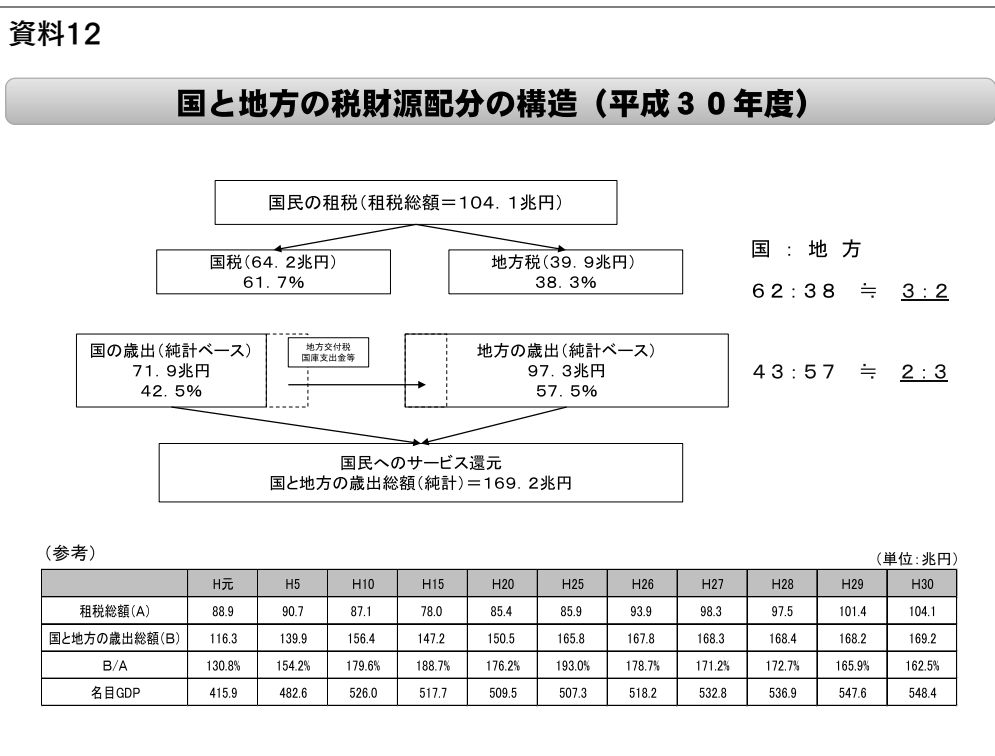 資料12
国と地方の税財源配分の構造（平成３０年度）
国民の租税（租税総額＝１０４．１兆円）
国税（６４．２兆円）
６１．７％
地方税（３９．９兆円）
３８．３％
国 ： 地 方
６２：３８ ≒ ３：２
国の歳出（純計ベース）
７１．９兆円
４２．５％
地方交付税
国庫支出金等
地方の歳出（純計ベース）
９７．３兆円
５７．５％
４３：５７ ≒ ２：３
国民へのサービス還元
国と地方の歳出総額（純計）＝１６９．２兆円
（参考）
（単位：兆円）
H元 H5 H10 H15 H20 H25 H26 H27 H28 H29 H30
租税総額（A） 88.9 90.7 87.1 78.0 85.4 85.9 93.9 98.3 97.5 101.4 104.1
国と地方の歳出総額（B） 116.3 139.9 156.4 147.2 150.5 165.8 167.8 168.3 168.4 168.2 169.2
B/A 130.8% 154.2% 179.6% 188.7% 176.2% 193.0% 178.7% 171.2% 172.7% 165.9% 162.5%
名目GDP 415.9 482.6 526.0 517.7 509.5 507.3 518.2 532.8 536.9 547.6 548.4